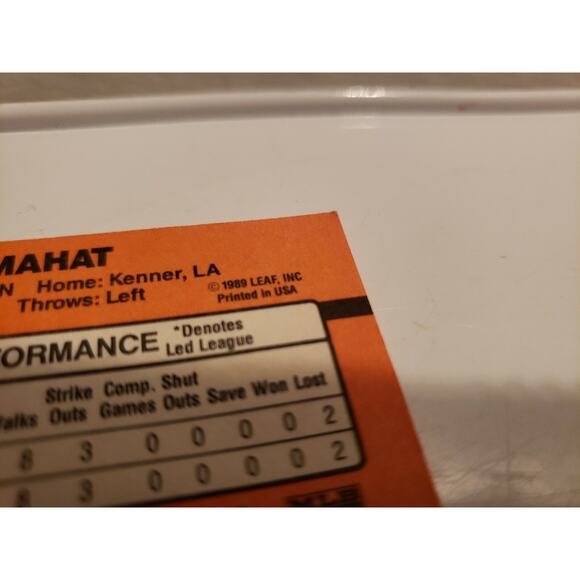 MAHAT
N Home: Kenner, LA
Throws: Left
© 1989 LEAF, INC
Printed in USA
FORMANCE *Denotes
Led League
Strike Comp. Shut
Walks Outs Games Outs Save Won Lost
8 3 0 0 0 0 2
8 3 0 0 0 0 2
MLB